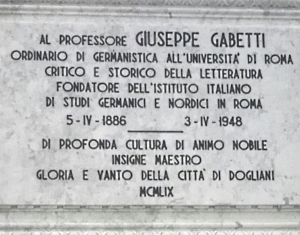 AL PROFESSORE GIUSEPPE GABETTI
ORDINARIO DI GERMANISTICA ALL'UNIVERSITA' DI ROMA
CRITICO E STORICO DELLA LETTERATURA
FONDATORE DELL'ISTITUTO ITALIANO
DI STUDI GERMANICI E NORDICI IN ROMA
5-IV-1886 3-IV-1948
DI PROFONDA CULTURA DI ANIMO NOBILE
INSIGNE MAESTRO
GLORIA E VANTO DELLA CITTÀ DI DOGLIANI
MCMLIX